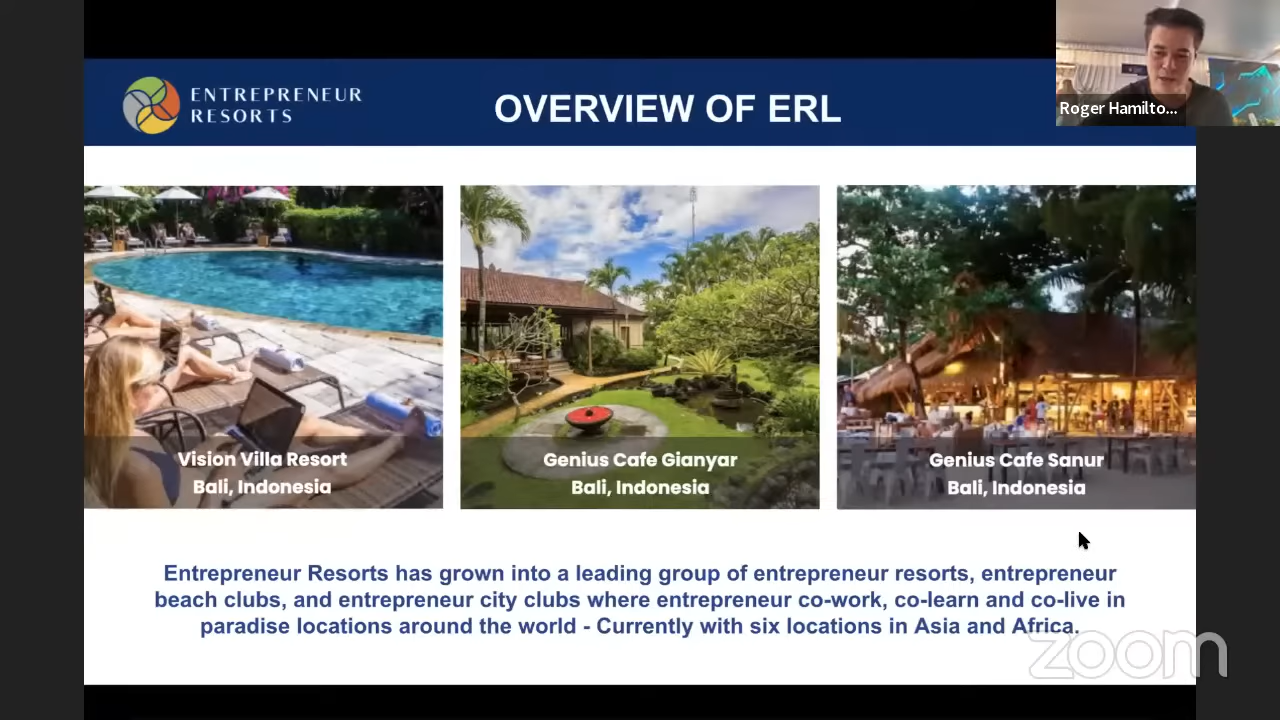 ENTREPRENEUR
RESORTS
OVERVIEW OF ERL
Roger Hamilto...
Vision Villa Resort
Bali, Indonesia
Genius Cafe Gianyar
Bali, Indonesia
Genius Cafe Sanur
Bali, Indonesia
Entrepreneur Resorts has grown into a leading group of entrepreneur resorts, entrepreneur
beach clubs, and entrepreneur city clubs where entrepreneur co-work, co-learn and co-live in
paradise locations around the world - Currently with six locations in Asia and Africa.
zoom